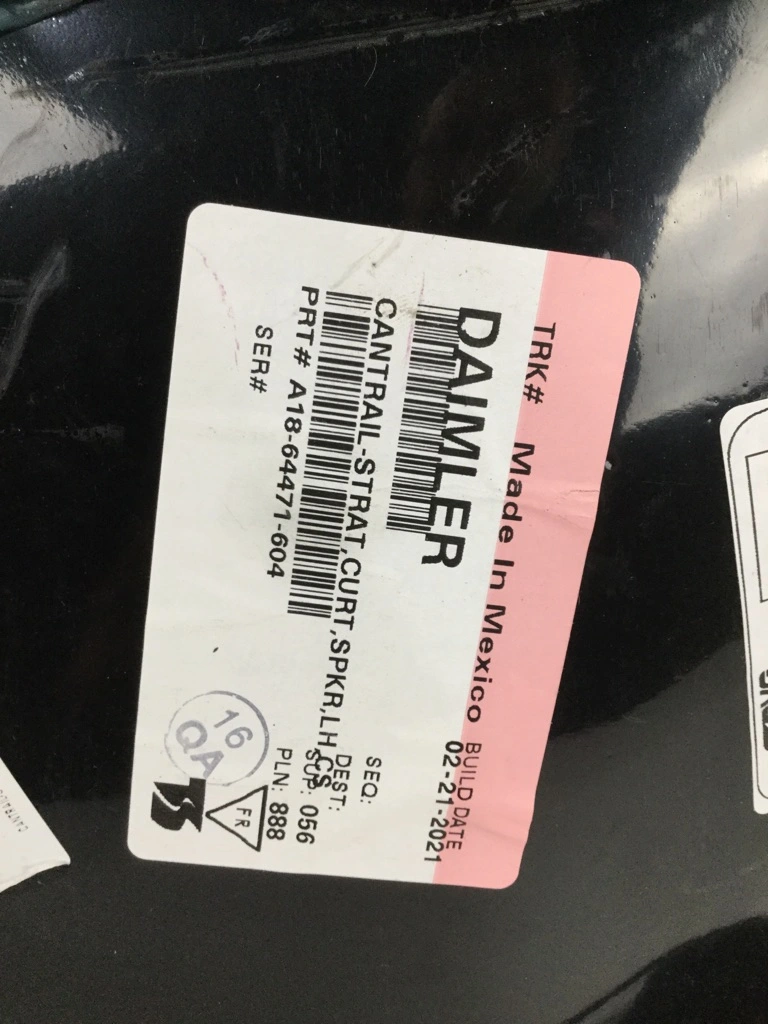 TRK# Made In Mexico
BUILD DATE
02-21-2021
DAIMLER
CANTRAIL-STRAT,CURT,SPKR,LH,CS
SEQ:
DEST:
PRT# A18-64471-604
SUP: 056
SER#
PLN: 888
FR
16
QA